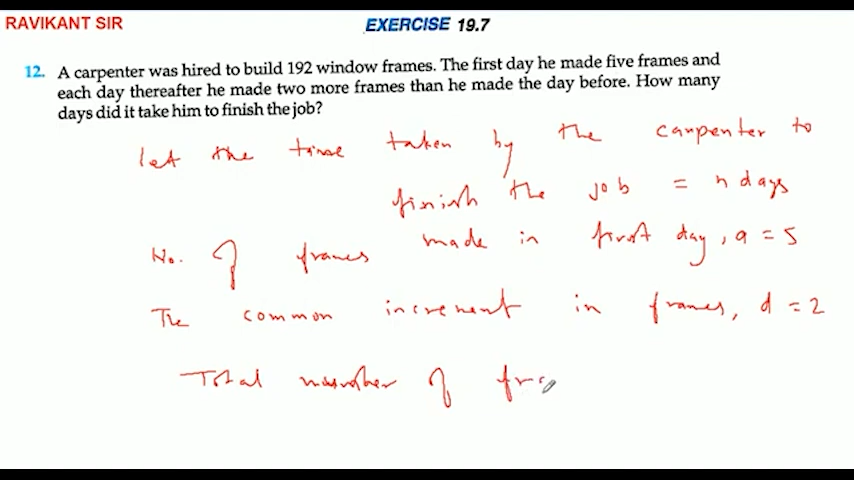 RAVIKANT SIR
EXERCISE 19.7
12. A carpenter was hired to build 192 window frames. The first day he made five frames and
each day thereafter he made two more frames than he made the day before. How many
days did it take him to finish the job?
let the time taken by the carpenter to
finish the job = n days
No. of frames made in first day, a = 5
The common increment in frames, d = 2
Total number of fra